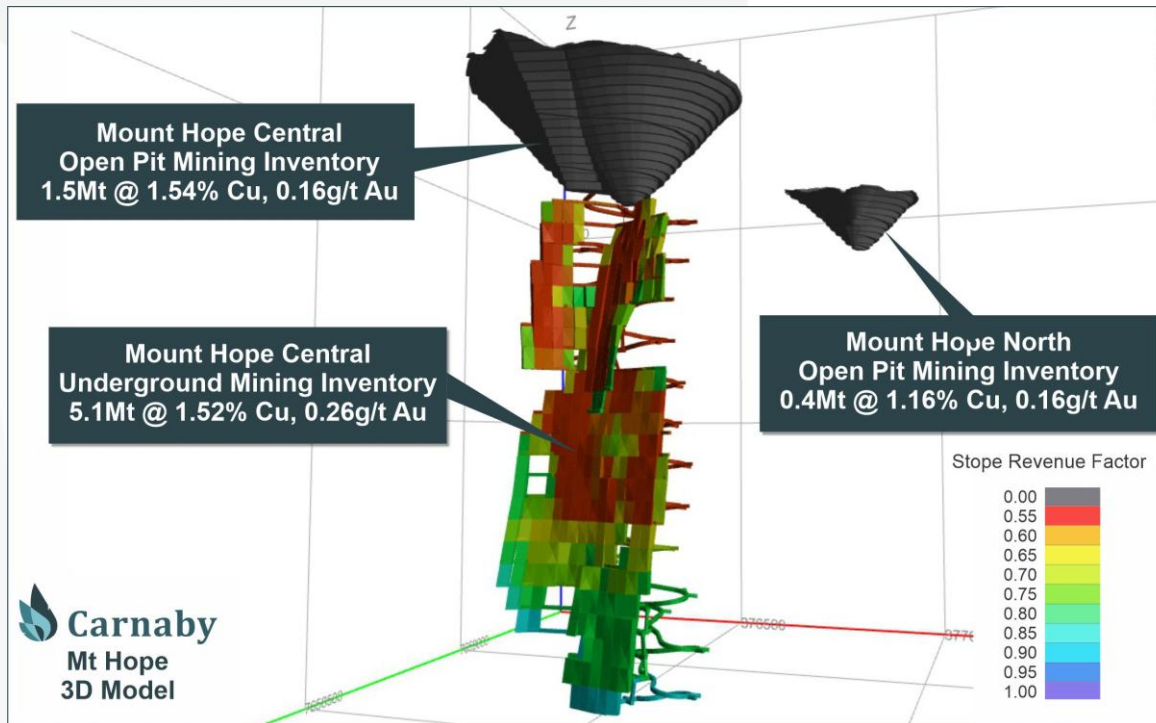 Z
Mount Hope Central
Open Pit Mining Inventory
1.5Mt @ 1.54% Cu, 0.16g/t Au
Mount Hope Central
Underground Mining Inventory
5.1Mt @ 1.52% Cu, 0.26g/t Au
Mount Hope North
Open Pit Mining Inventory
0.4Mt @ 1.16% Cu, 0.16g/t Au
Stope Revenue Factor
0.00
0.55
0.60
0.65
0.70
0.75
0.80
0.85
0.90
0.95
1.00
Carnaby
Mt Hope
3D Model
376500